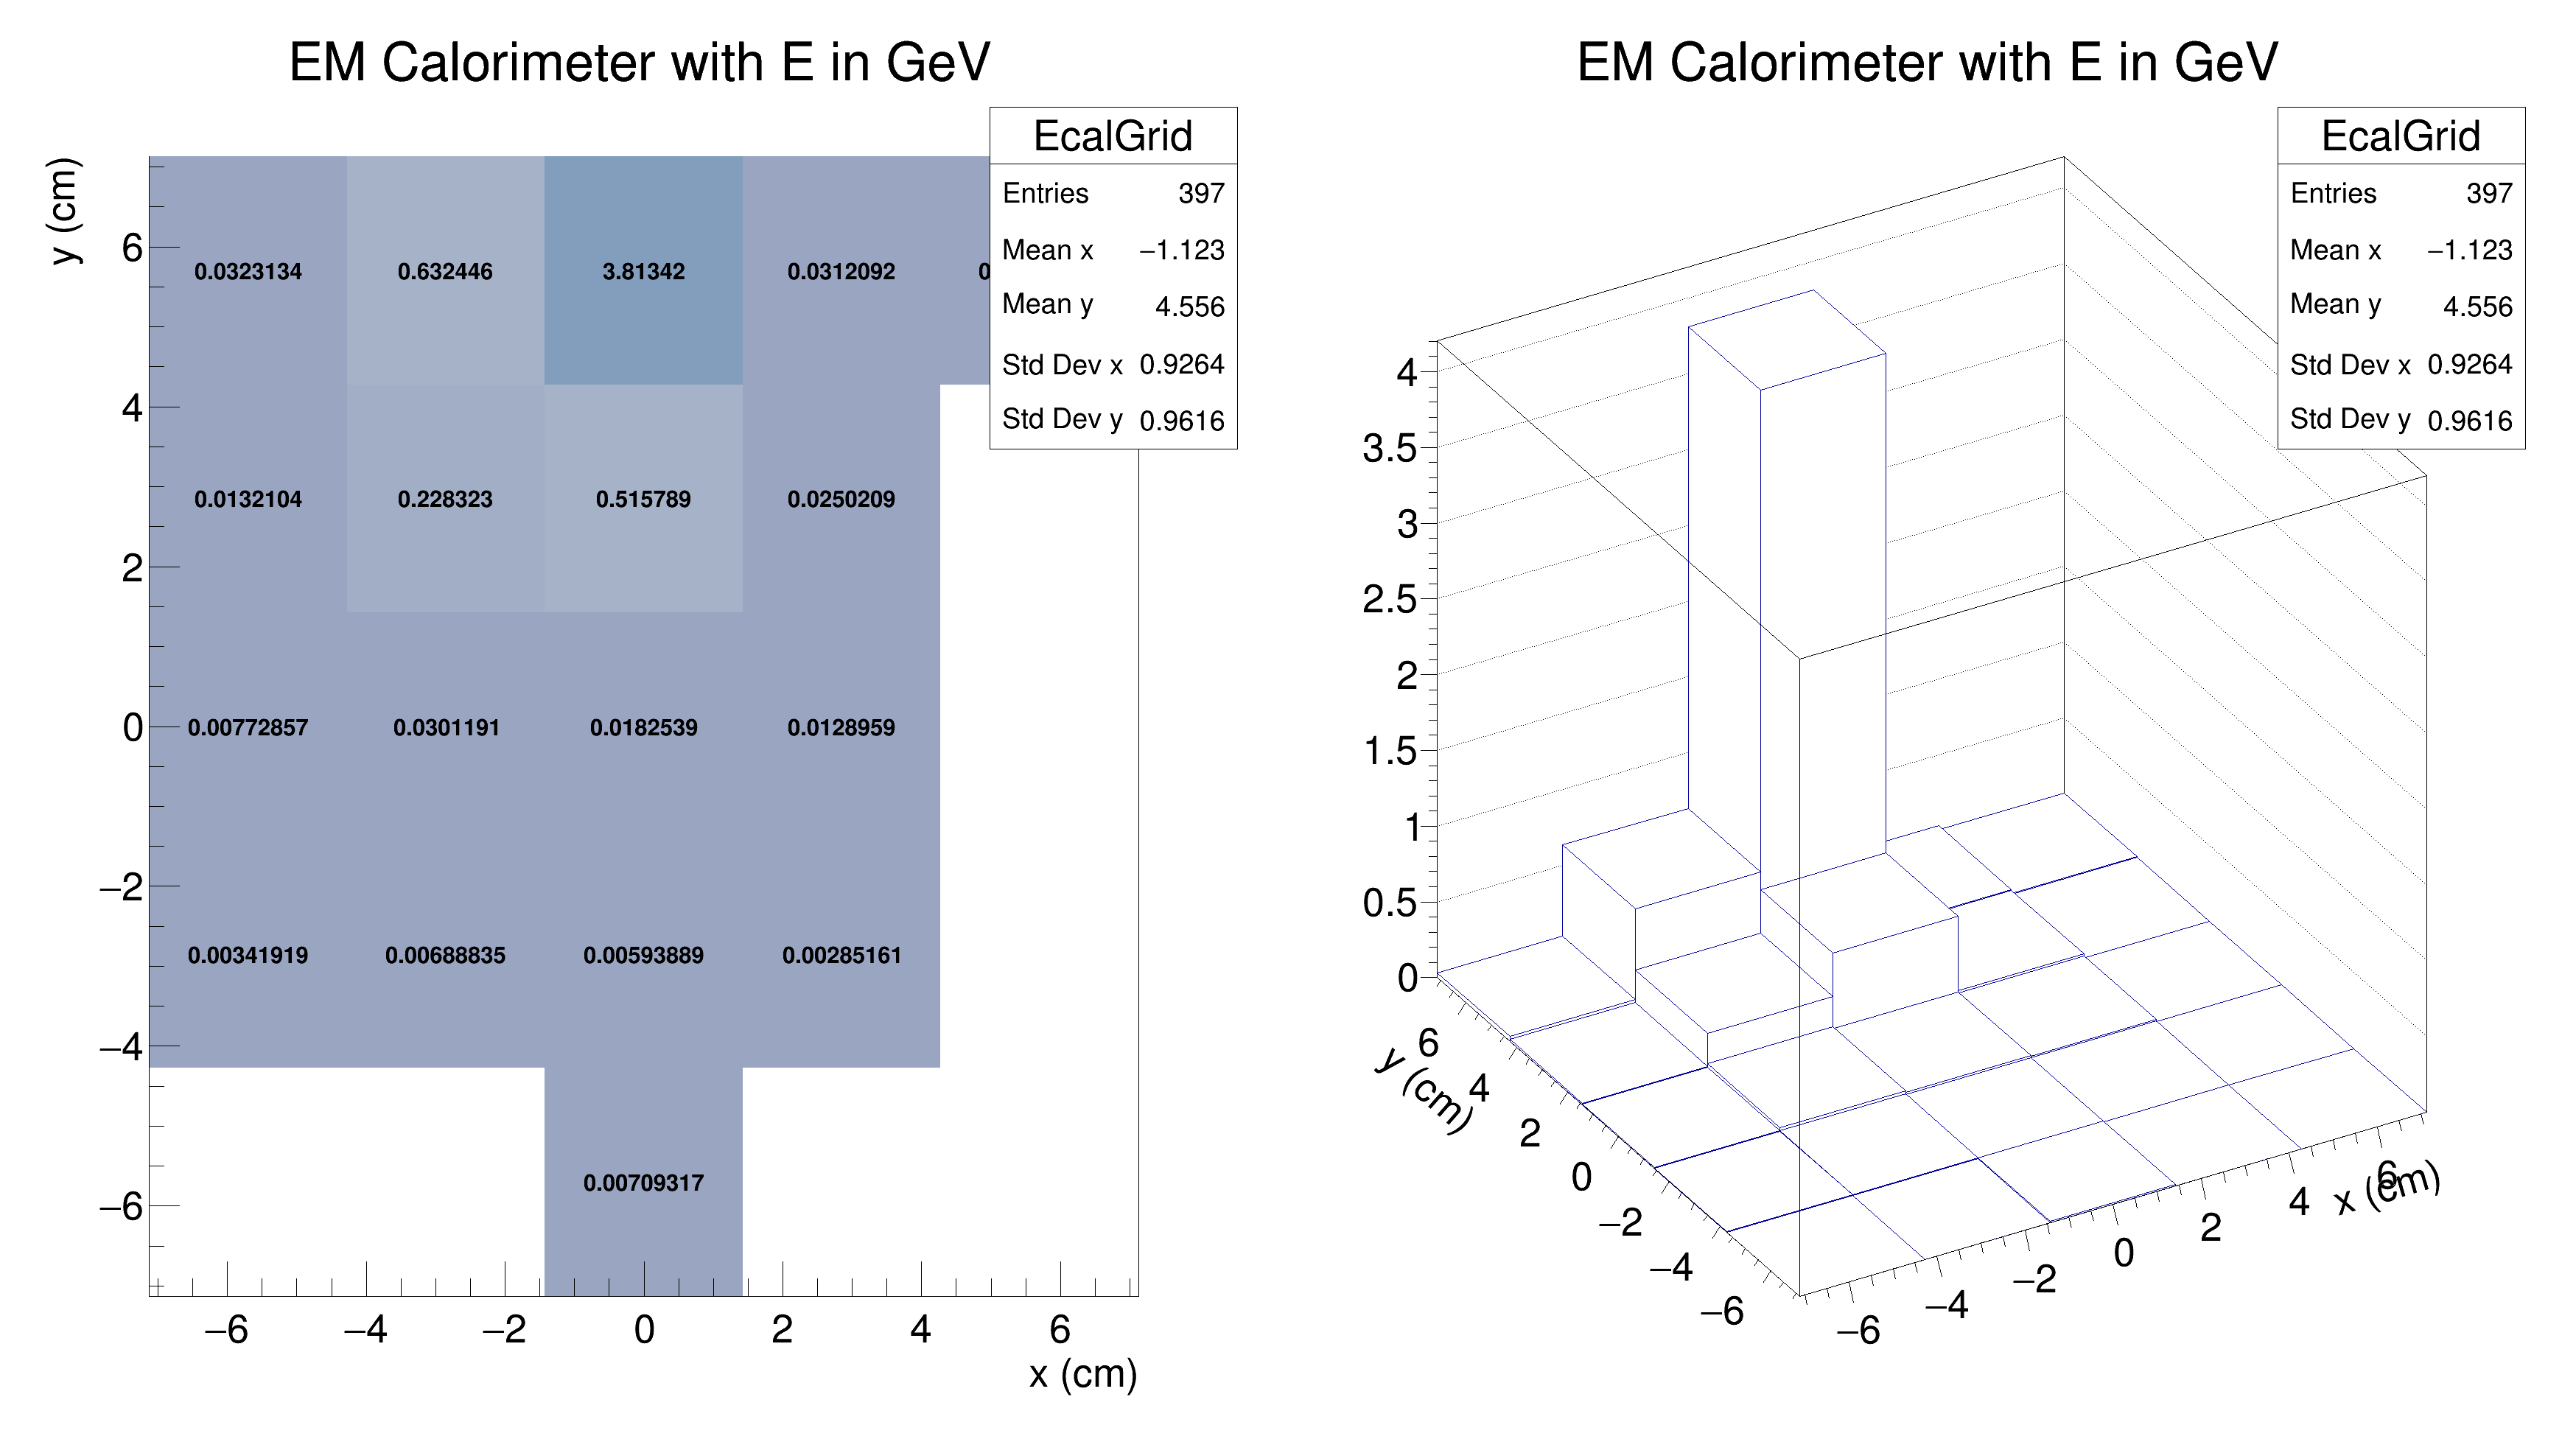 EM Calorimeter with E in GeV
EcalGrid
Entries 397
Mean x −1.123
Mean y 4.556
Std Dev x 0.9264
Std Dev y 0.9616
y (cm)
6
4
2
0
−2
−4
−6
0.0323134 0.632446 3.81342 0.0312092 0
0.0132104 0.228323 0.515789 0.0250209
0.00772857 0.0301191 0.0182539 0.0128959
0.00341919 0.00688835 0.00593889 0.00285161
0.00709317
−6 −4 −2 0 2 4 6
x (cm)
EM Calorimeter with E in GeV
EcalGrid
Entries 397
Mean x −1.123
Mean y 4.556
Std Dev x 0.9264
Std Dev y 0.9616
4
3.5
3
2.5
2
1.5
1
0.5
0
y (cm)
6
4
2
0
−2
−4
−6
−6 −4 −2 0 2 4 6
x (cm)